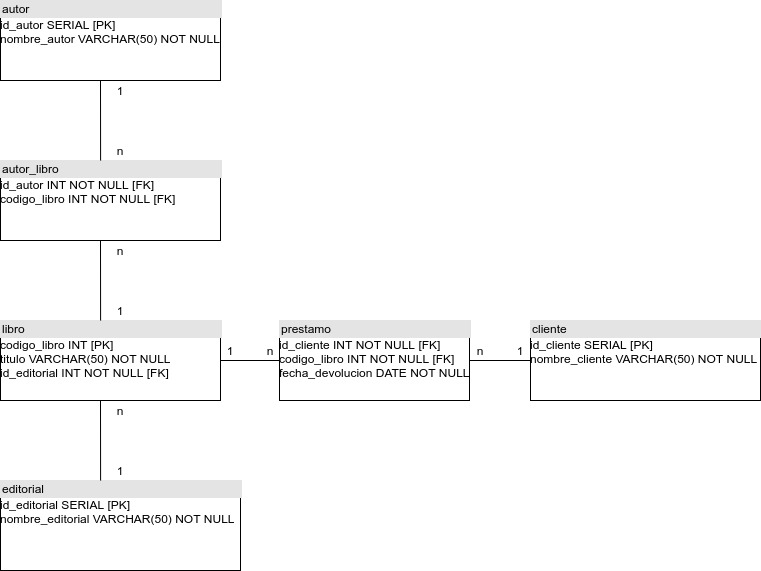 autor
id_autor SERIAL [PK]
nombre_autor VARCHAR(50) NOT NULL
1
n
autor_libro
id_autor INT NOT NULL [FK]
codigo_libro INT NOT NULL [FK]
n
1
libro
codigo_libro INT [PK]
titulo VARCHAR(50) NOT NULL
id_editorial INT NOT NULL [FK]
1
n
prestamo
id_cliente INT NOT NULL [FK]
codigo_libro INT NOT NULL [FK]
fecha_devolucion DATE NOT NULL
n
1
cliente
id_cliente SERIAL [PK]
nombre_cliente VARCHAR(50) NOT NULL
n
1
editorial
id_editorial SERIAL [PK]
nombre_editorial VARCHAR(50) NOT NULL